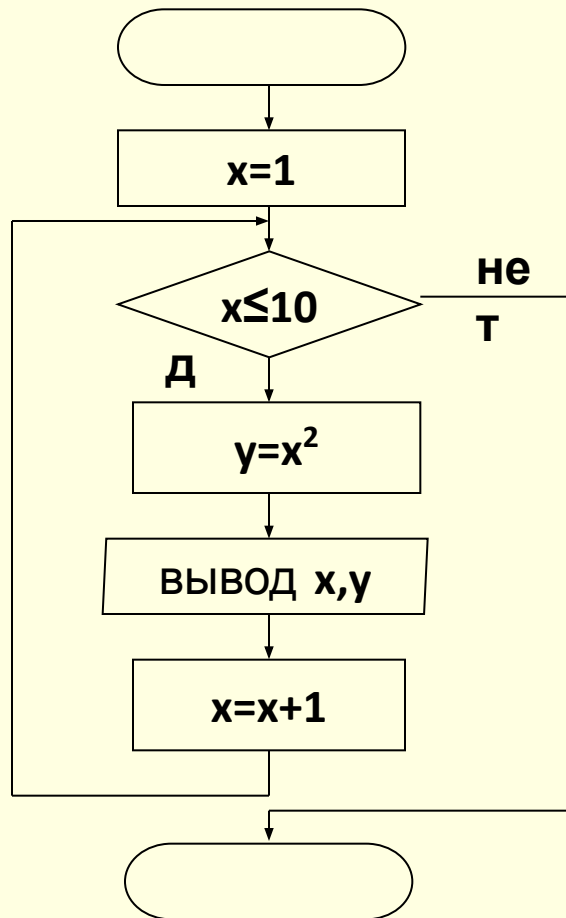 x=1
x≤10
не
т
д
y=x²
вывод x,y
x=x+1